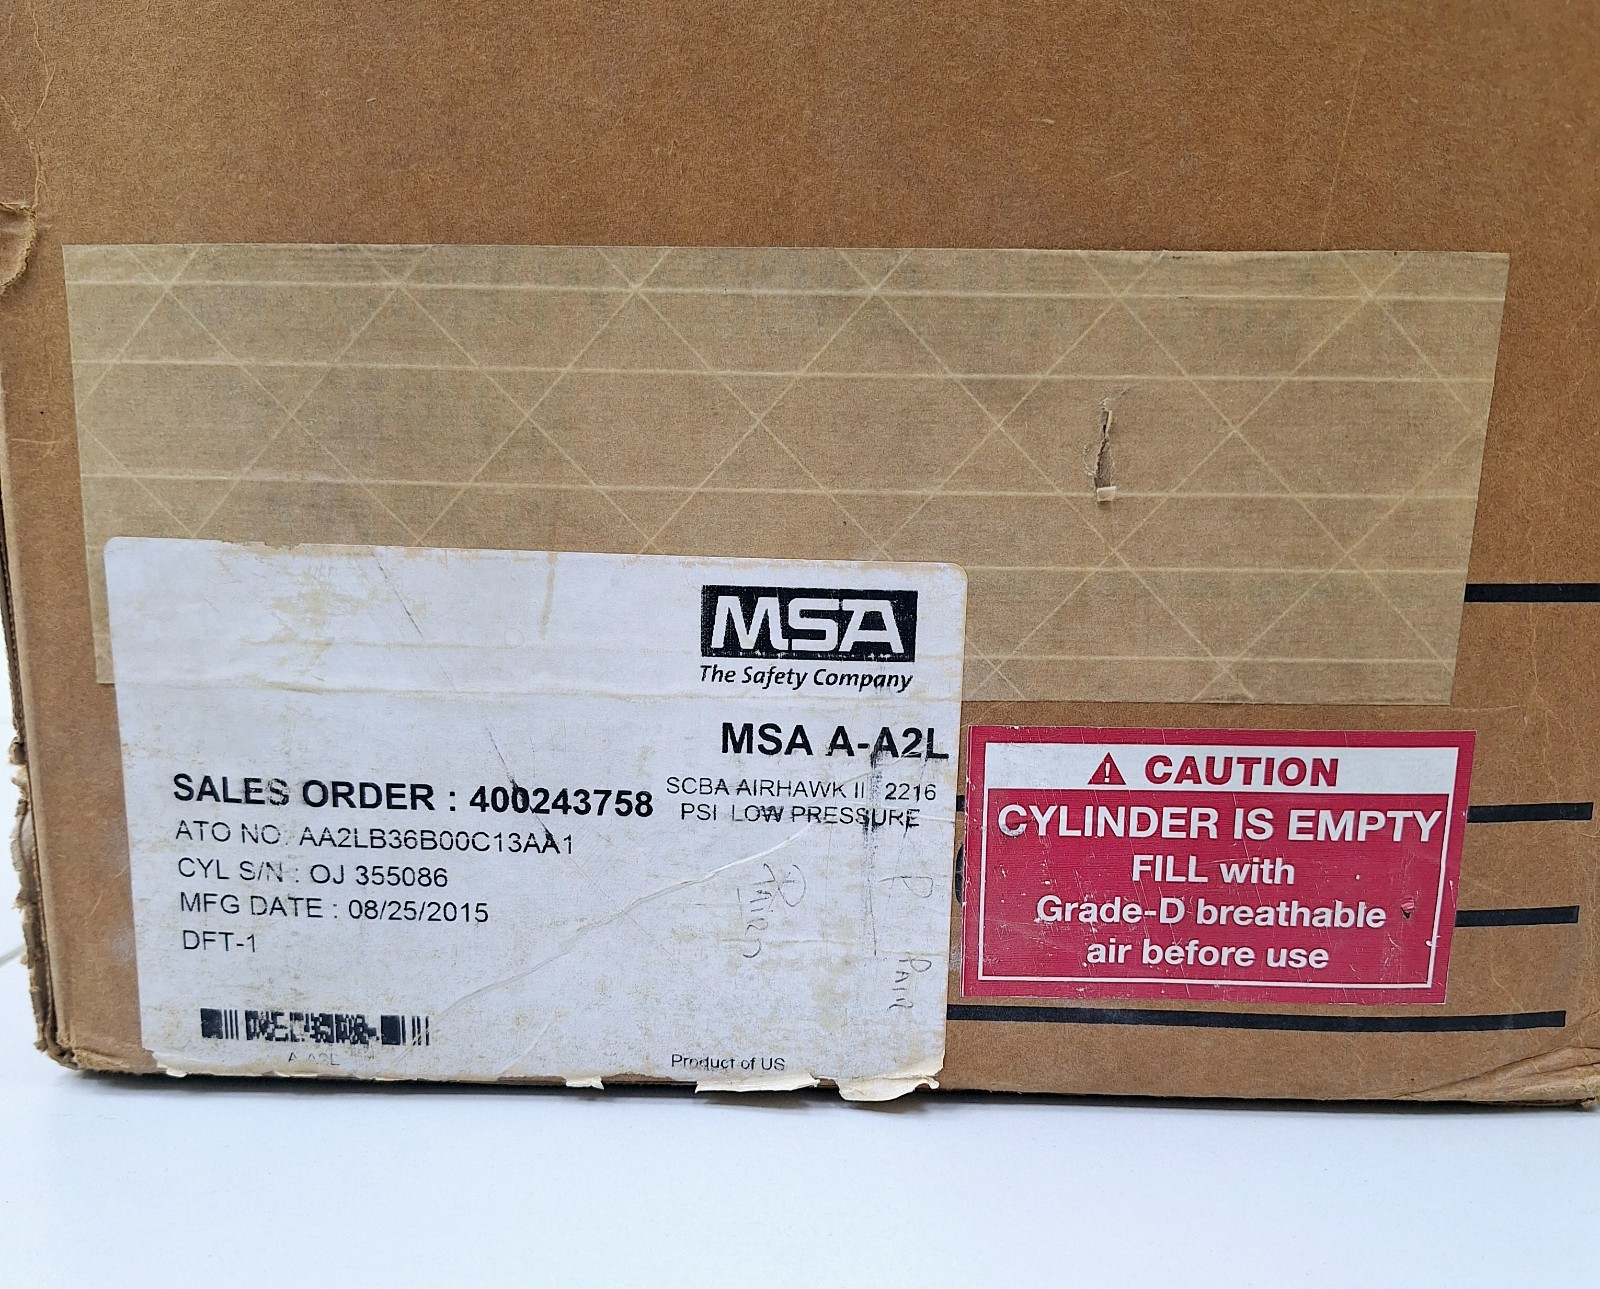 MSA
The Safety Company
MSA A-A2L
SCBA AIRHAWK II 2216
PSI LOW PRESSURE
SALES ORDER : 400243758
ATO NO: AA2LB36B00C13AA1
CYL S/N : OJ 355086
MFG DATE : 08/25/2015
DFT-1
A-A2L
Product of US
PAIR
CAUTION
CYLINDER IS EMPTY
FILL with
Grade-D breathable
air before use